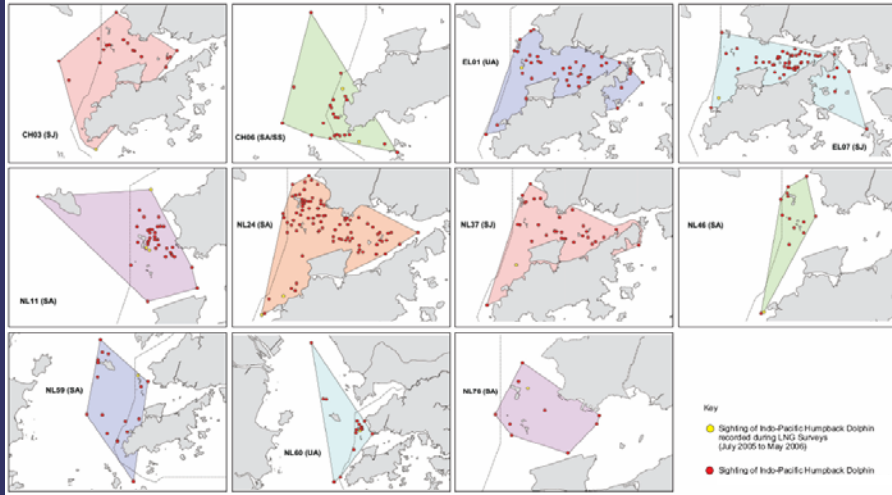 CH03 (SJ)
CH06 (SA/SS)
EL01 (UA)
EL07 (SJ)
NL11 (SA)
NL24 (SA)
NL37 (SJ)
NL46 (SA)
NL59 (SA)
NL60 (UA)
NL76 (SA)
Key
Sighting of Indo-Pacific Humpback Dolphin
recorded during LNG Surveys
(July 2005 to May 2006)
Sighting of Indo-Pacific Humpback Dolphin